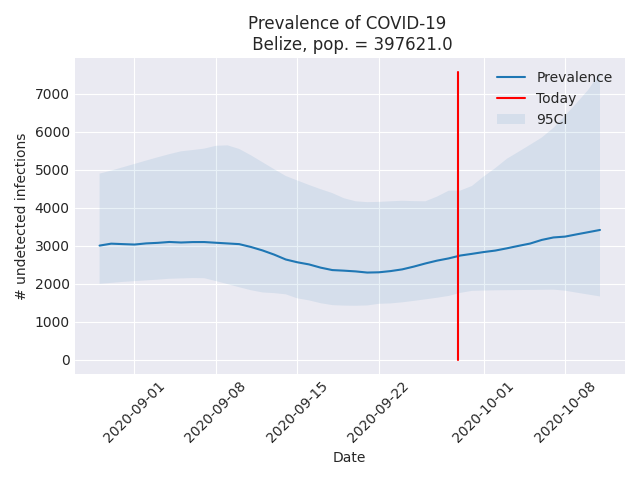 Prevalence of COVID-19
Belize, pop. = 397621.0
Prevalence
Today
95CI
# undetected infections
7000
6000
5000
4000
3000
2000
1000
0
2020-09-01
2020-09-08
2020-09-15
2020-09-22
2020-10-01
2020-10-08
Date